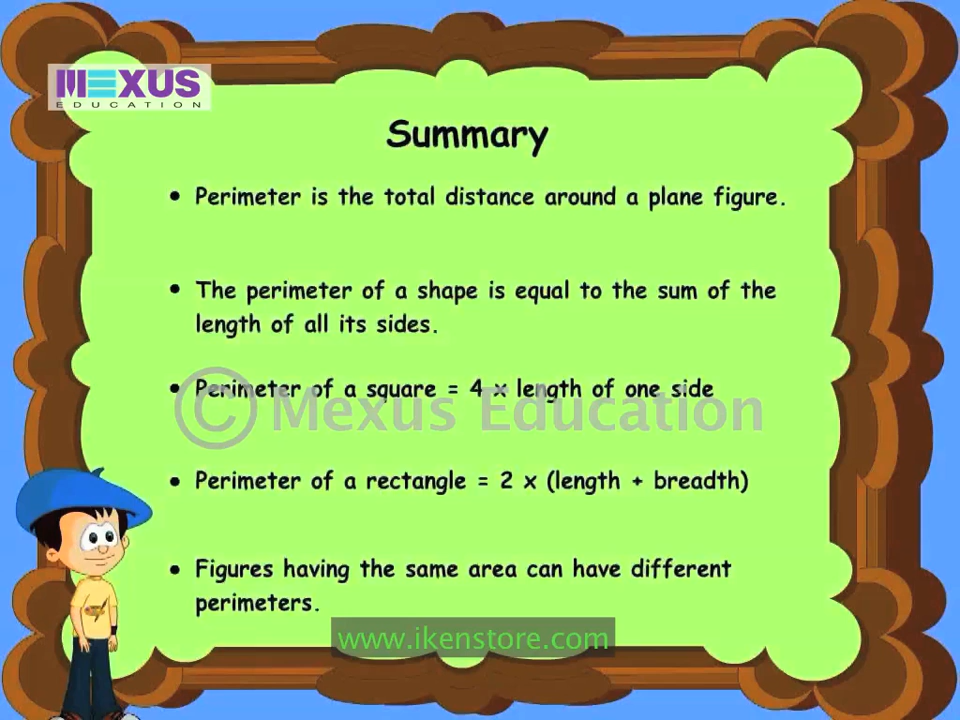 MEXUS
EDUCATION
Summary
• Perimeter is the total distance around a plane figure.
• The perimeter of a shape is equal to the sum of the
length of all its sides.
• Perimeter of a square = 4 x length of one side
© Mexus Education
• Perimeter of a rectangle = 2 x (length + breadth)
• Figures having the same area can have different
perimeters.
www.ikenstore.com